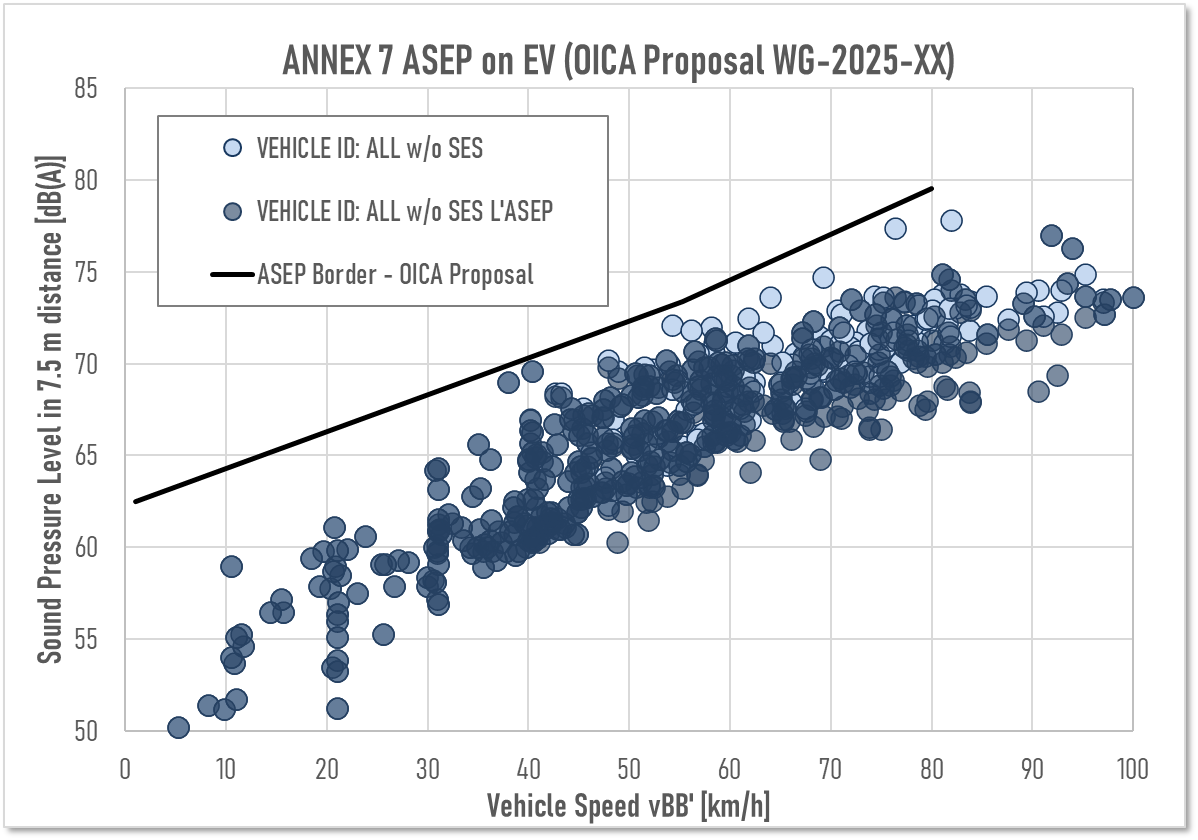 ANNEX 7 ASEP on EV (OICA Proposal WG-2025-XX)
85
80
75
70
65
60
55
50
Sound Pressure Level in 7.5 m distance [dB(A)]
VEHICLE ID: ALL w/o SES
VEHICLE ID: ALL w/o SES L'ASEP
ASEP Border - OICA Proposal
0 10 20 30 40 50 60 70 80 90 100
Vehicle Speed vBB' [km/h]